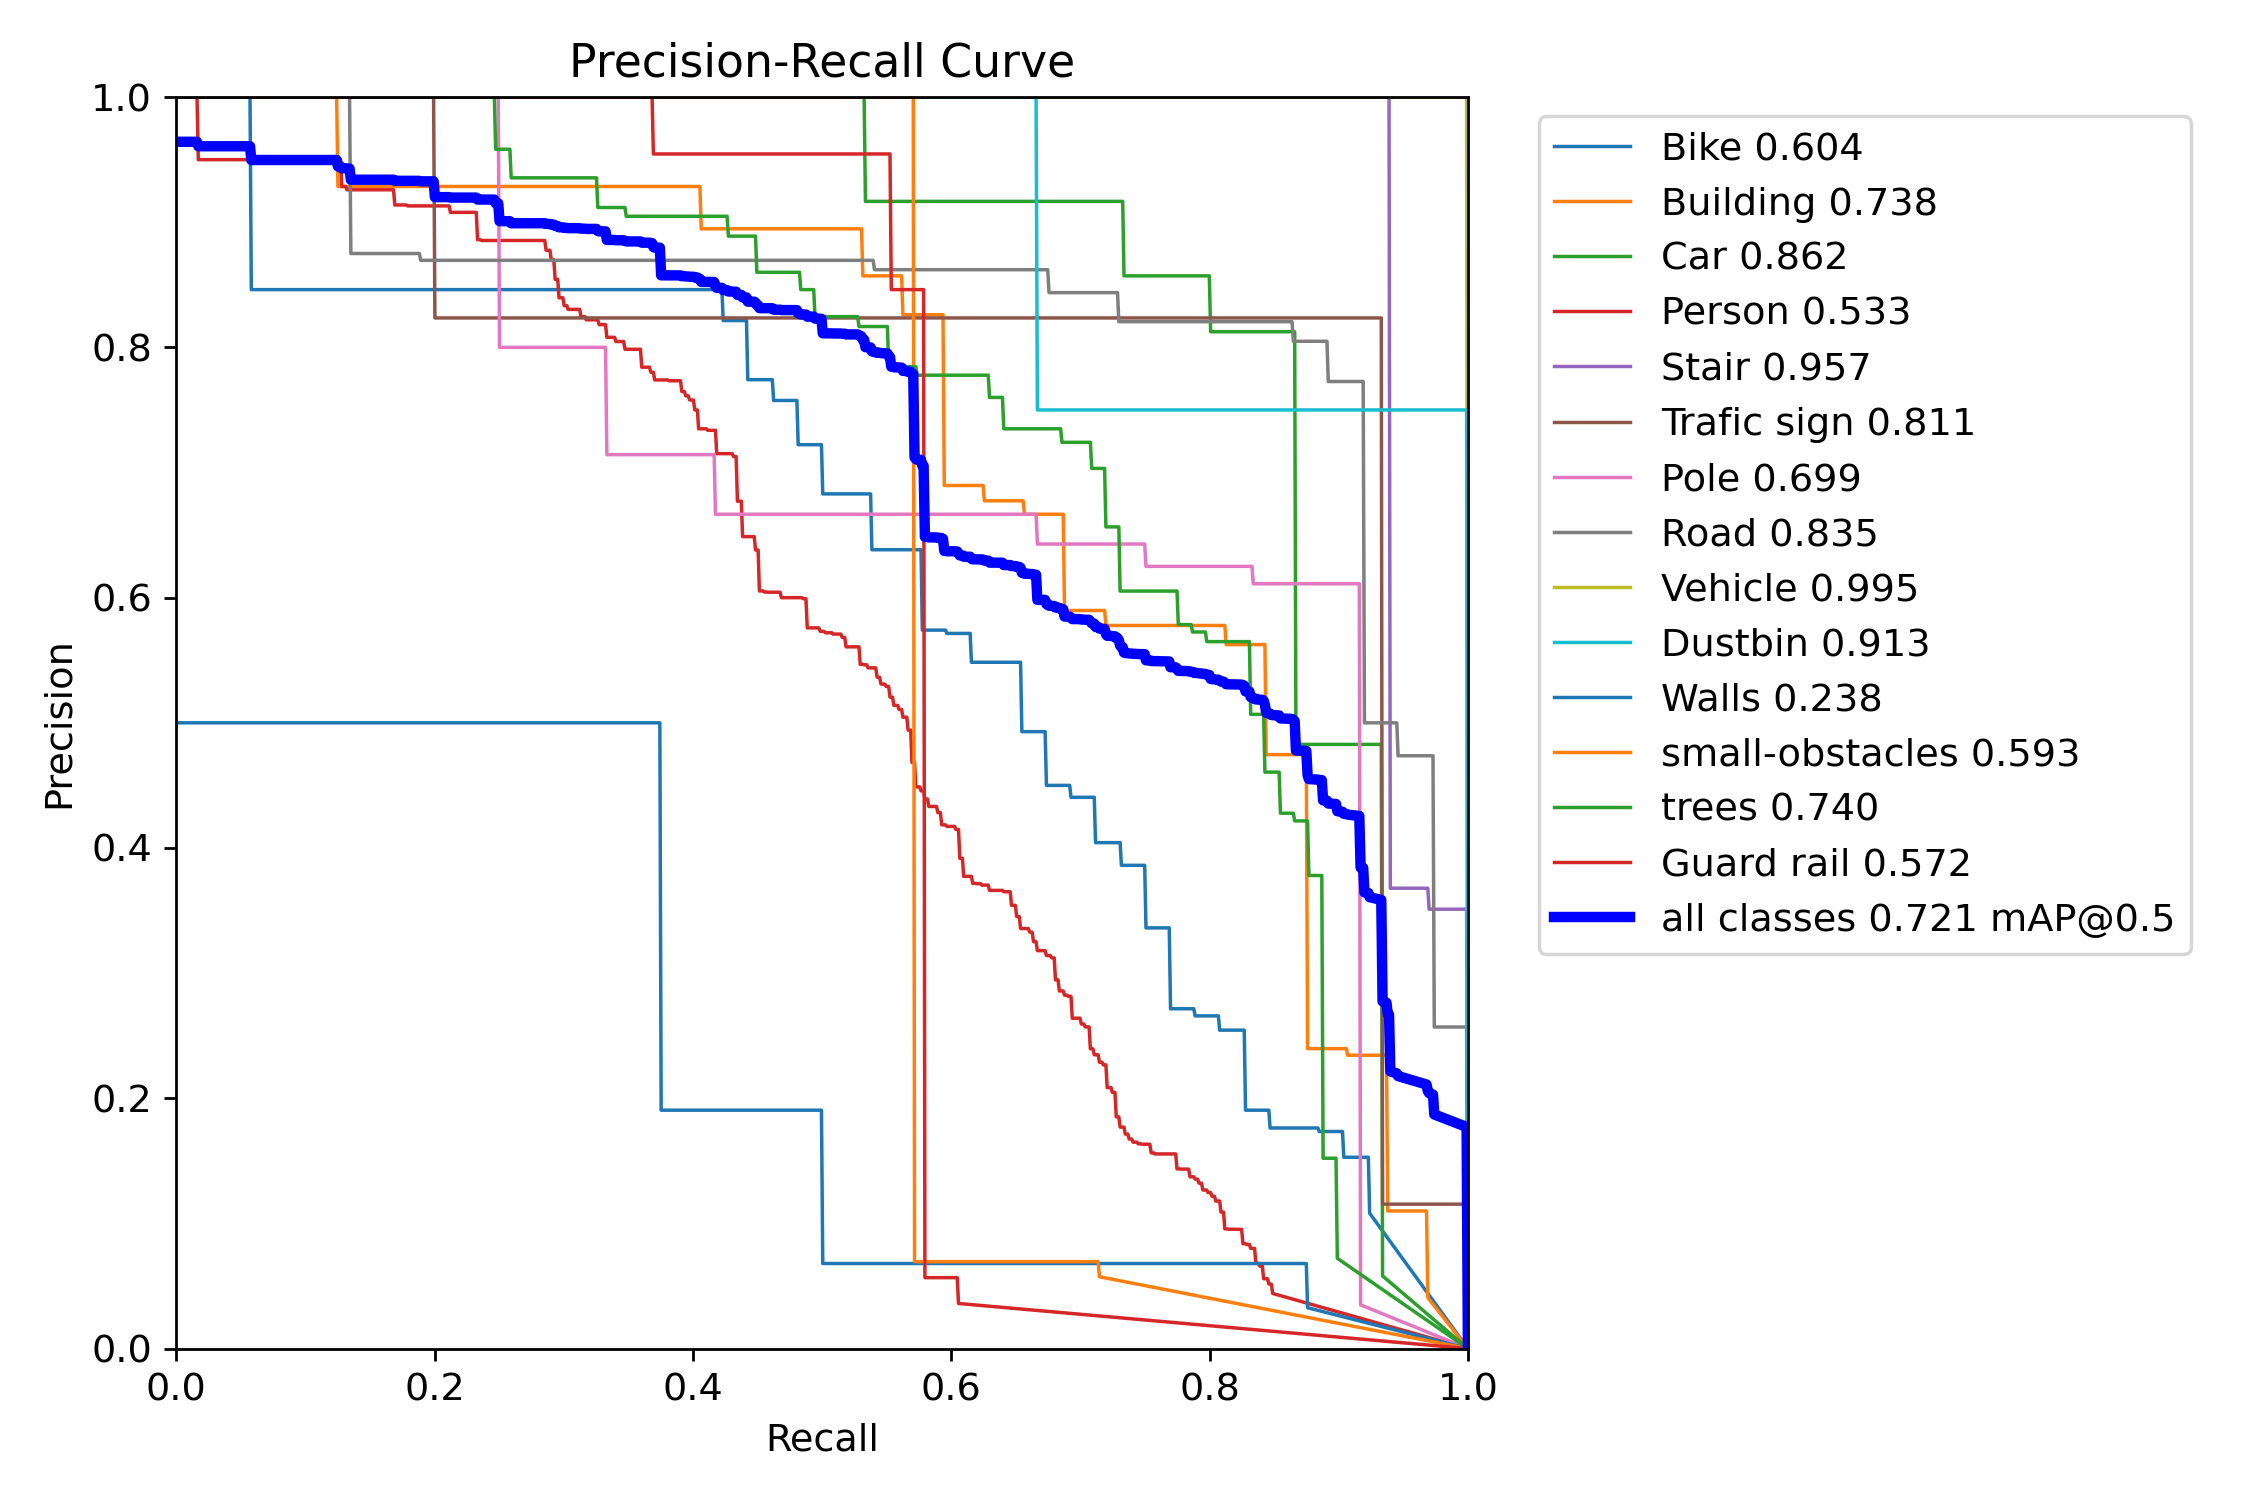 Precision-Recall Curve
1.0
0.8
0.6
0.4
0.2
0.0
Precision
0.0 0.2 0.4 0.6 0.8 1.0
Recall
Bike 0.604
Building 0.738
Car 0.862
Person 0.533
Stair 0.957
Trafic sign 0.811
Pole 0.699
Road 0.835
Vehicle 0.995
Dustbin 0.913
Walls 0.238
small-obstacles 0.593
trees 0.740
Guard rail 0.572
all classes 0.721 mAP@0.5